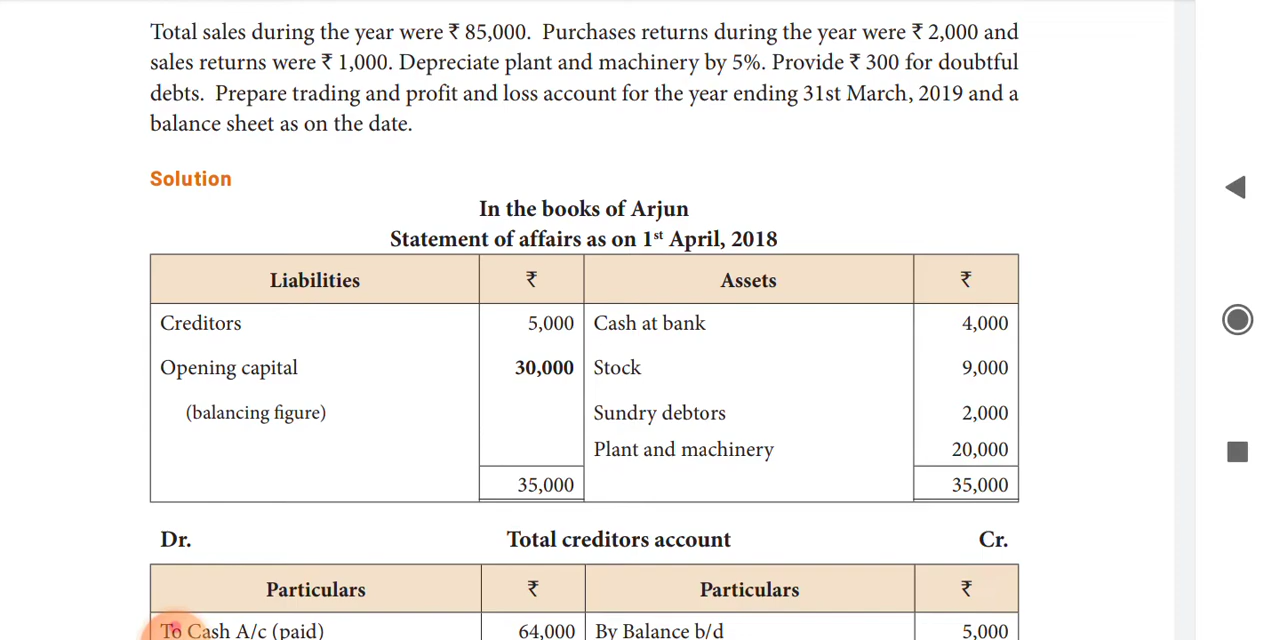 Total sales during the year were ₹ 85,000. Purchases returns during the year were ₹ 2,000 and
sales returns were ₹ 1,000. Depreciate plant and machinery by 5%. Provide ₹ 300 for doubtful
debts. Prepare trading and profit and loss account for the year ending 31st March, 2019 and a
balance sheet as on the date.
Solution
In the books of Arjun
Statement of affairs as on 1st April, 2018
Liabilities ₹ Assets ₹
Creditors 5,000 Cash at bank 4,000
Opening capital 30,000 Stock 9,000
(balancing figure) Sundry debtors 2,000
Plant and machinery 20,000
35,000 35,000
Dr. Total creditors account Cr.
Particulars ₹ Particulars ₹
To Cash A/c (paid) 64,000 By Balance b/d 5,000